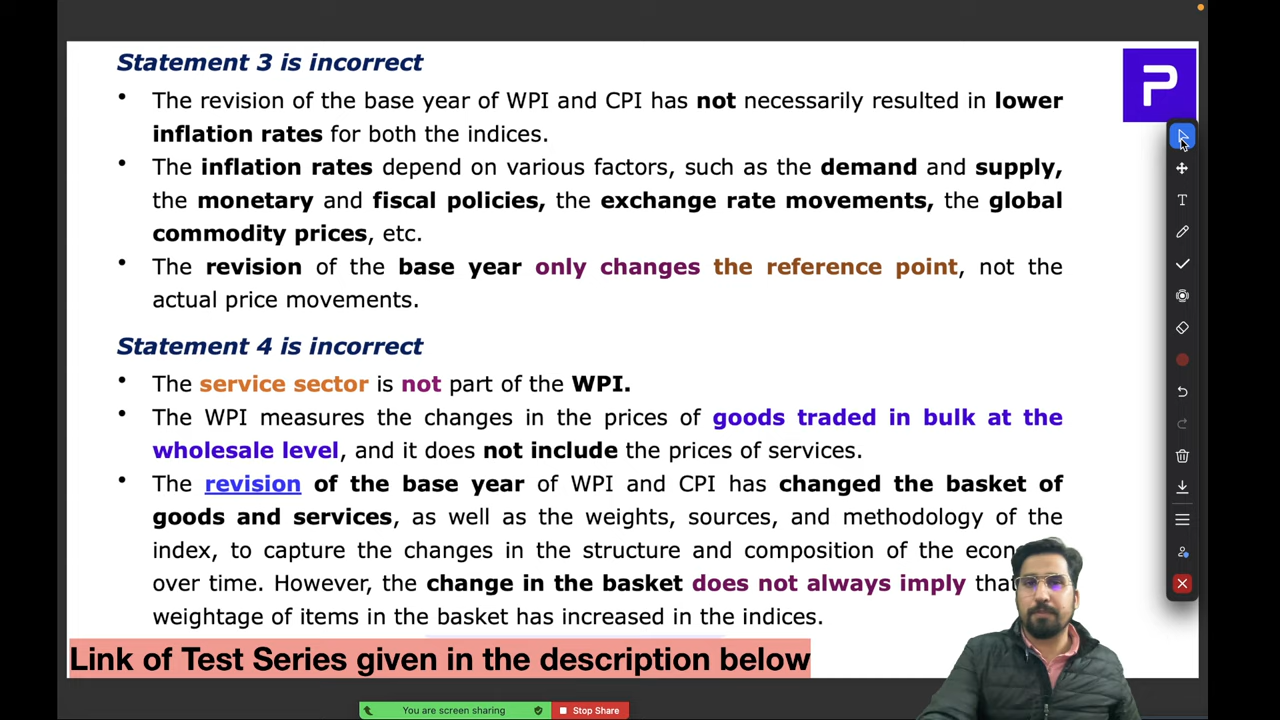 Statement 3 is incorrect
• The revision of the base year of WPI and CPI has not necessarily resulted in lower
inflation rates for both the indices.
• The inflation rates depend on various factors, such as the demand and supply,
the monetary and fiscal policies, the exchange rate movements, the global
commodity prices, etc.
• The revision of the base year only changes the reference point, not the
actual price movements.
Statement 4 is incorrect
• The service sector is not part of the WPI.
• The WPI measures the changes in the prices of goods traded in bulk at the
wholesale level, and it does not include the prices of services.
• The revision of the base year of WPI and CPI has changed the basket of
goods and services, as well as the weights, sources, and methodology of the
index, to capture the changes in the structure and composition of the
over time. However, the change in the basket does not always imply
weightage of items in the basket has increased in the indices.
Link of Test Series given in the description below
You are screen sharing
Stop Share
P
T